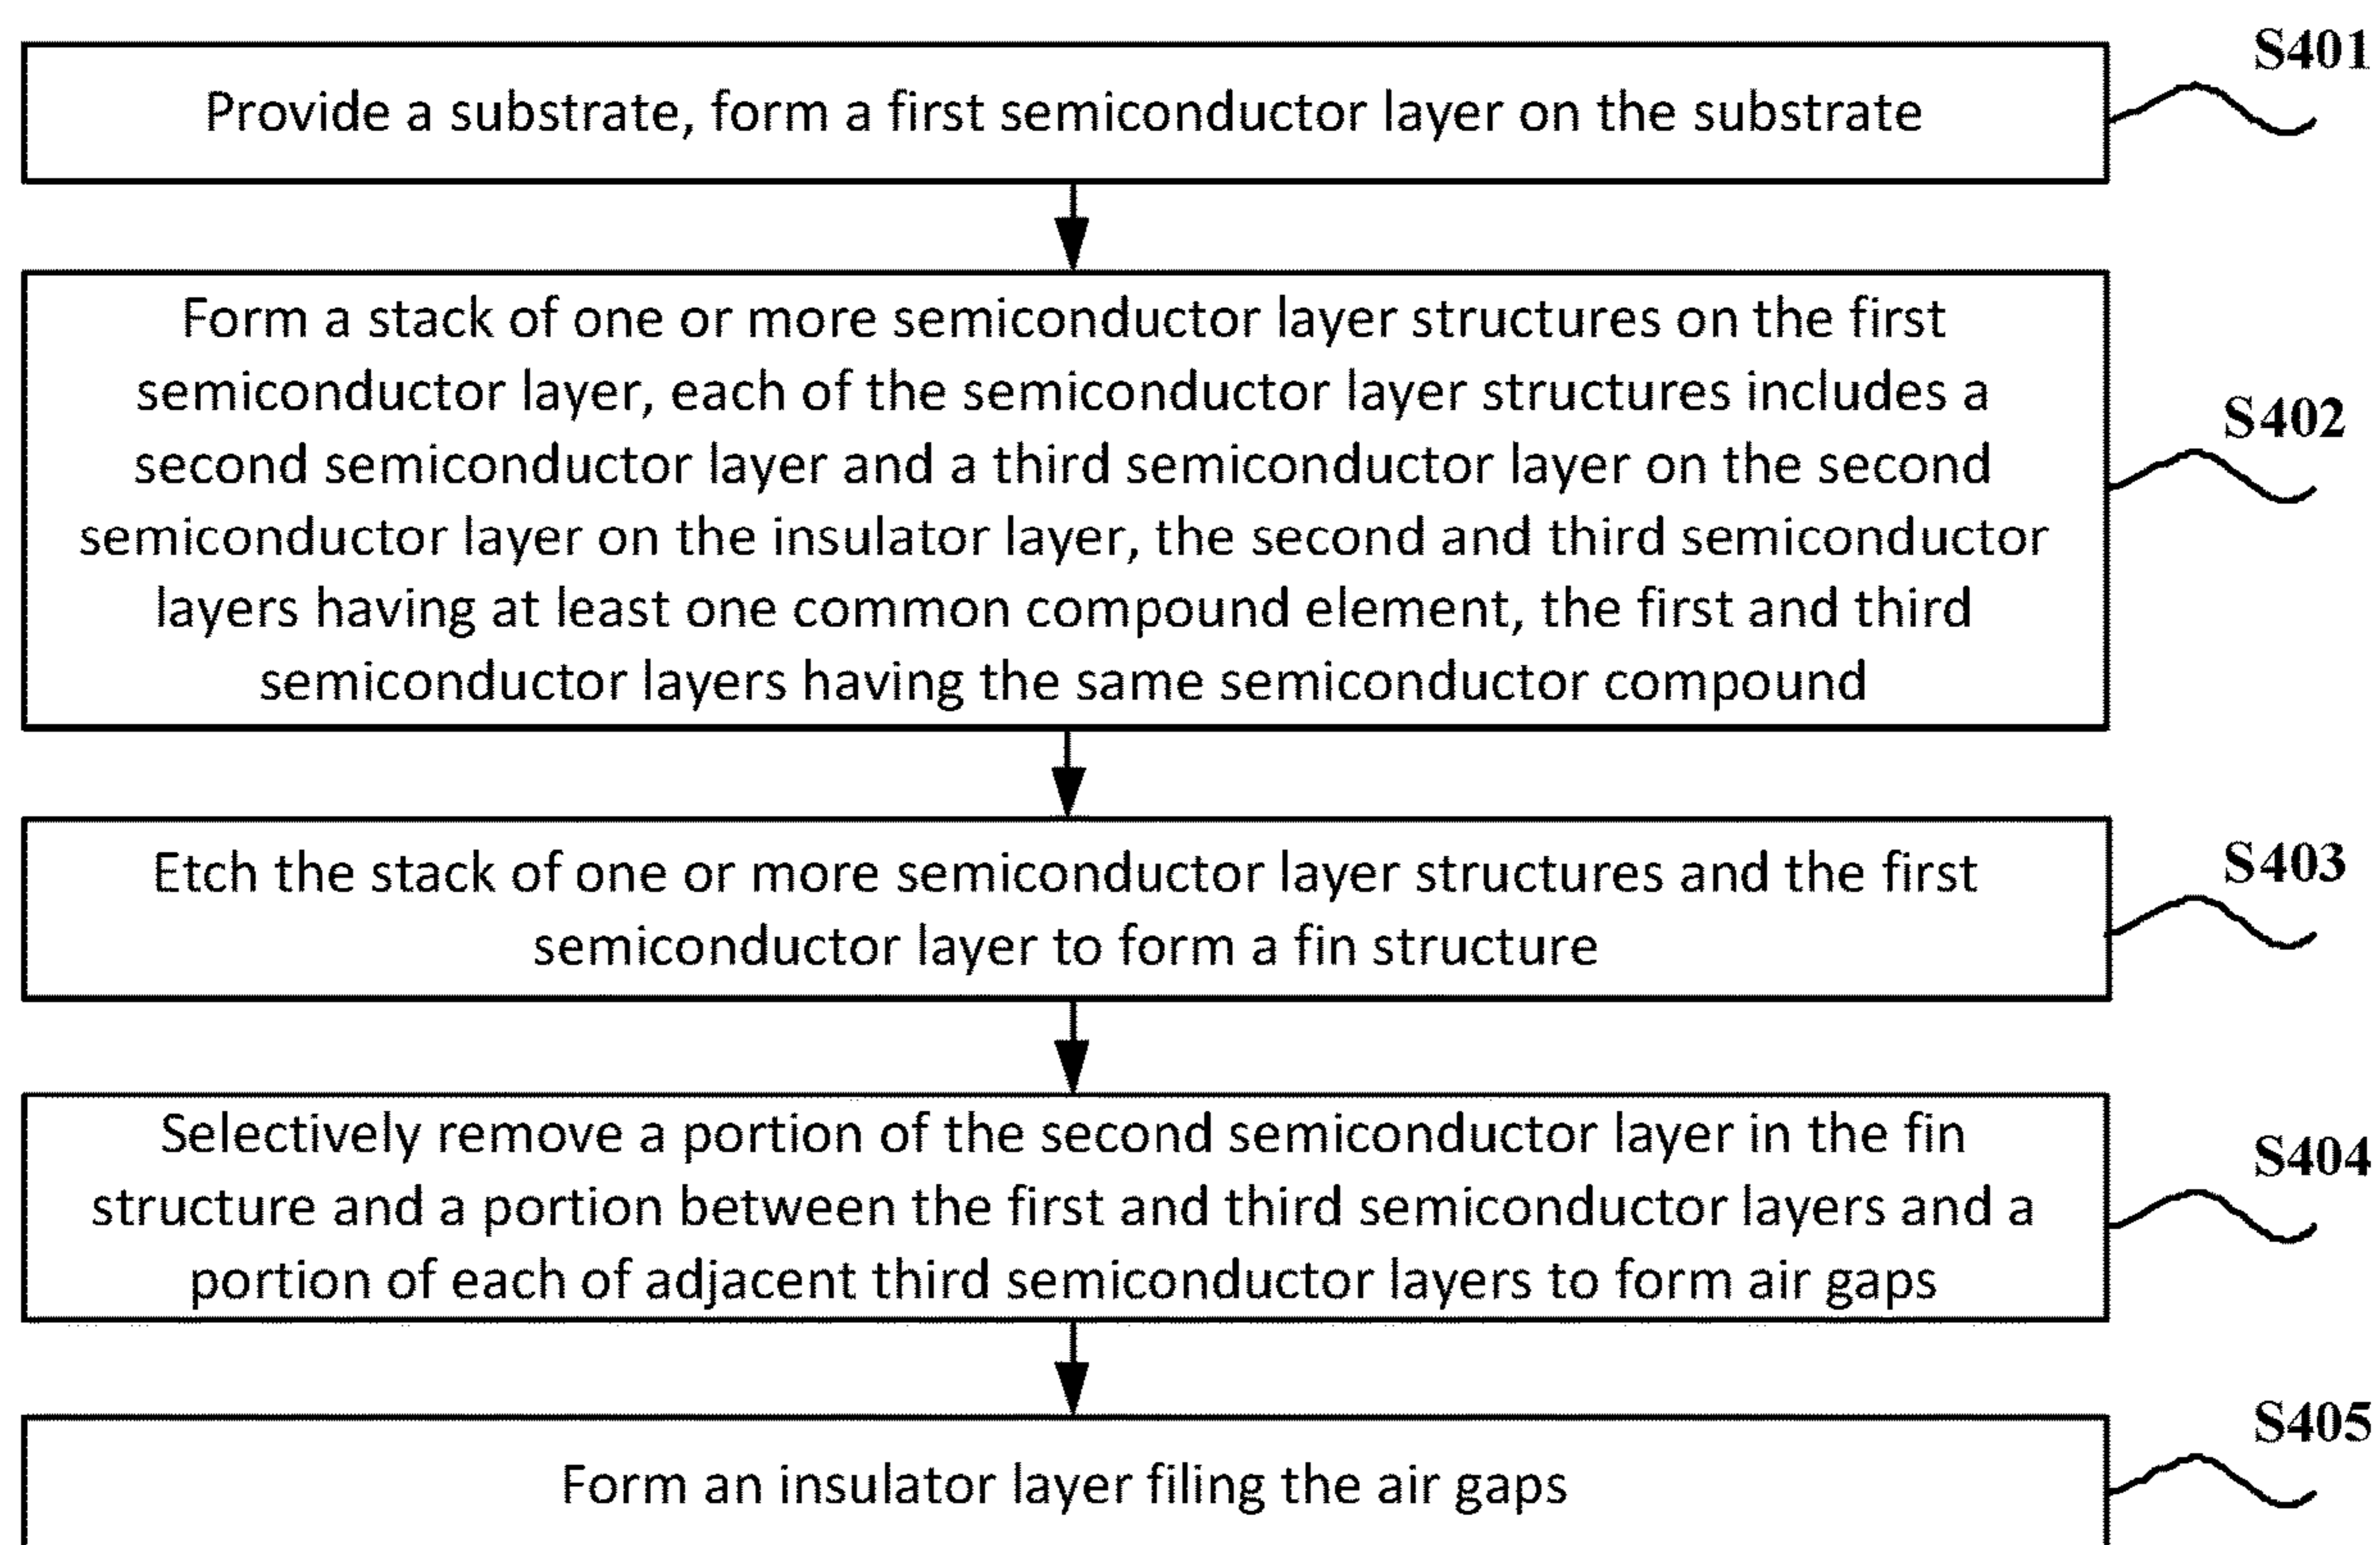 S401
Provide a substrate, form a first semiconductor layer on the substrate
Form a stack of one or more semiconductor layer structures on the first
semiconductor layer, each of the semiconductor layer structures includes a
S402
second semiconductor layer and a third semiconductor layer on the second
semiconductor layer on the insulator layer, the second and third semiconductor
layers having at least one common compound element, the first and third
semiconductor layers having the same semiconductor compound
Etch the stack of one or more semiconductor layer structures and the first
S403
semiconductor layer to form a fin structure
Selectively remove a portion of the second semiconductor layer in the fin
S404
structure and a portion between the first and third semiconductor layers and a
portion of each of adjacent third semiconductor layers to form air gaps
S405
Form an insulator layer filing the air gaps